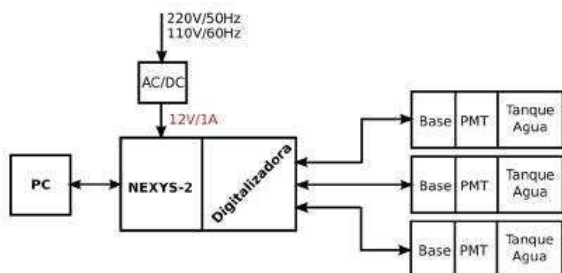 220V/50Hz
110V/60Hz
AC/DC
12V/1A
PC
NEXYS-2
Digitalizadora
Base
PMT
Tanque
Agua
Base
PMT
Tanque
Agua
Base
PMT
Tanque
Agua